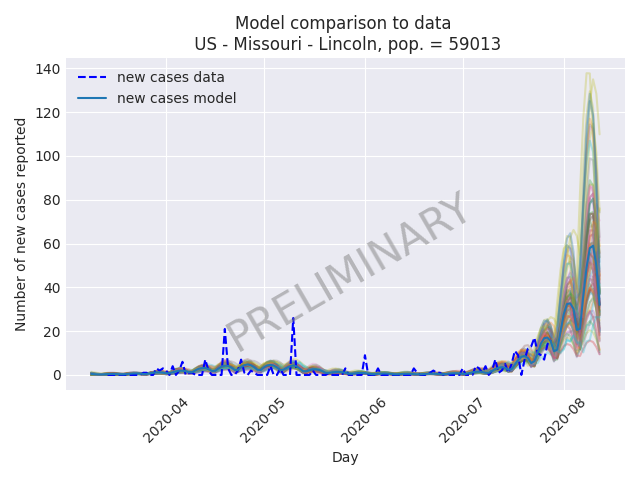 Model comparison to data
US - Missouri - Lincoln, pop. = 59013
new cases data
new cases model
140
120
100
80
60
40
20
0
Number of new cases reported
PRELIMINARY
2020-04
2020-05
2020-06
2020-07
2020-08
Day